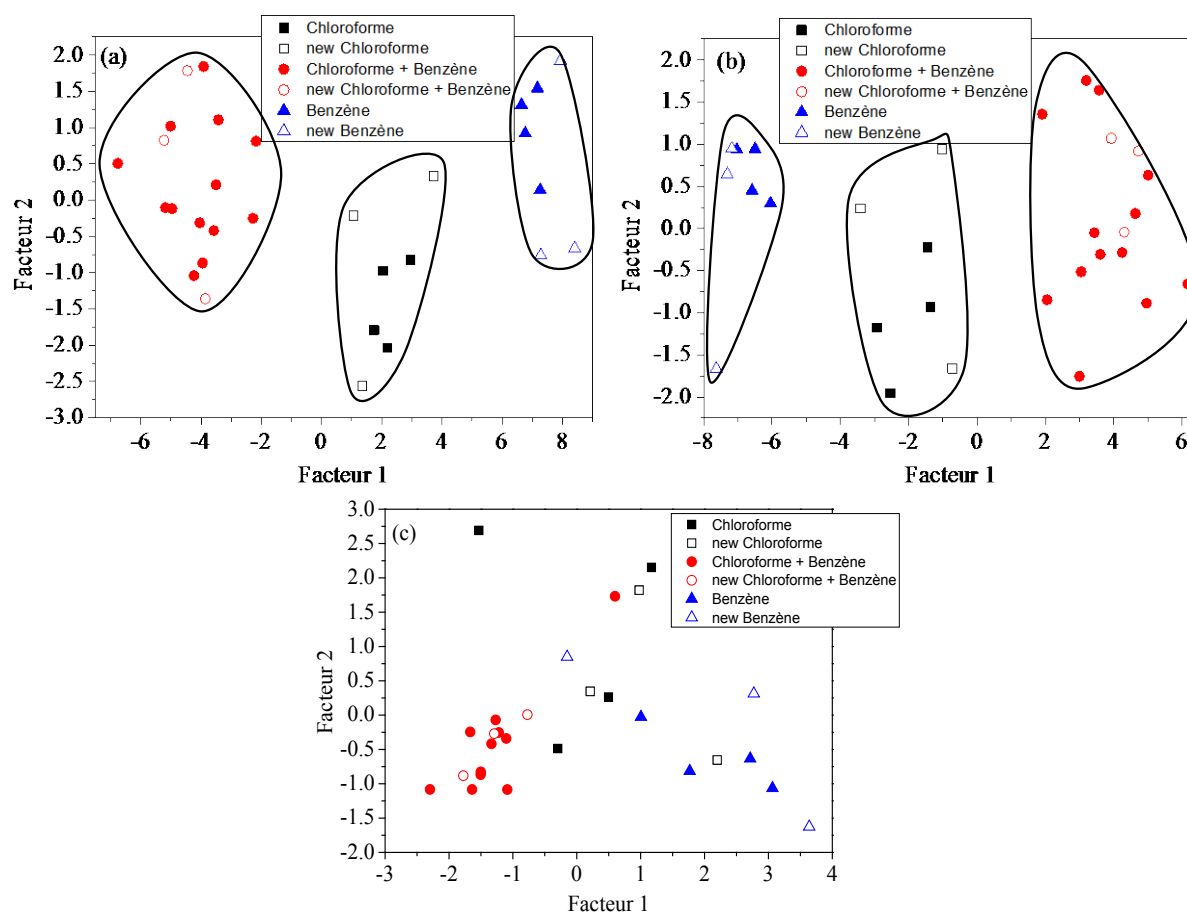 (a)
Chloroforme
new Chloroforme
Chloroforme + Benzène
new Chloroforme + Benzène
Benzène
new Benzène
2.0
1.5
1.0
0.5
0.0
-0.5
-1.0
-1.5
-2.0
-2.5
-3.0
Facteur 2
-6 -4 -2 0 2 4 6 8
Facteur 1
(b)
Chloroforme
new Chloroforme
Chloroforme + Benzène
new Chloroforme + Benzène
Benzène
new Benzène
2.0
1.5
1.0
0.5
0.0
-0.5
-1.0
-1.5
-2.0
Facteur 2
-8 -6 -4 -2 0 2 4 6
Facteur 1
(c)
Chloroforme
new Chloroforme
Chloroforme + Benzène
new Chloroforme + Benzène
Benzène
new Benzène
3.0
2.5
2.0
1.5
1.0
0.5
0.0
-0.5
-1.0
-1.5
-2.0
Facteur 2
-3 -2 -1 0 1 2 3 4
Facteur 1